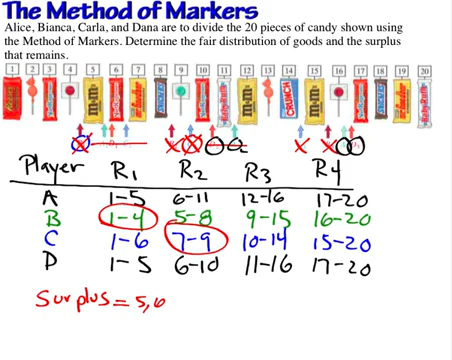 The Method of Markers
Alice, Bianca, Carla, and Dana are to divide the 20 pieces of candy shown using
the Method of Markers. Determine the fair distribution of goods and the surplus
that remains.
1 2 3 4 5 6 7 8 9 10 11 12 13 14 15 16 17 18 19 20
m&m m&m CRUNCH m&m
Player R1 R2 R3 R4
A 1-5 6-11 12-16 17-20
B 1-4 5-8 9-15 16-20
C 1-6 7-9 10-14 15-20
D 1-5 6-10 11-16 17-20
Surplus = 5,6